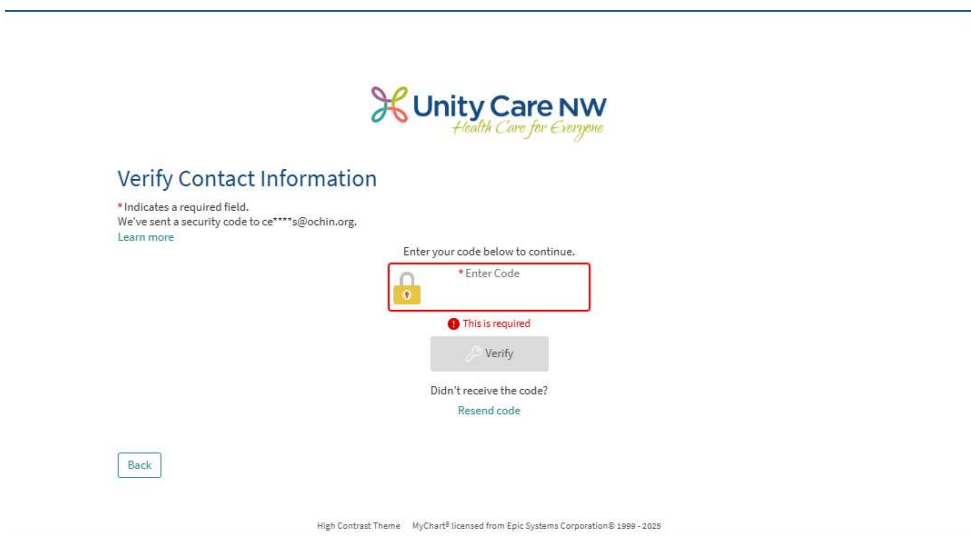 Unity Care NW
Health Care for Everyone
Verify Contact Information
*Indicates a required field.
We've sent a security code to ce****s@ochin.org.
Learn more
Enter your code below to continue.
*Enter Code
This is required
Verify
Didn't receive the code?
Resend code
Back
High Contrast Theme MyChart® licensed from Epic Systems Corporation© 1999 - 2025